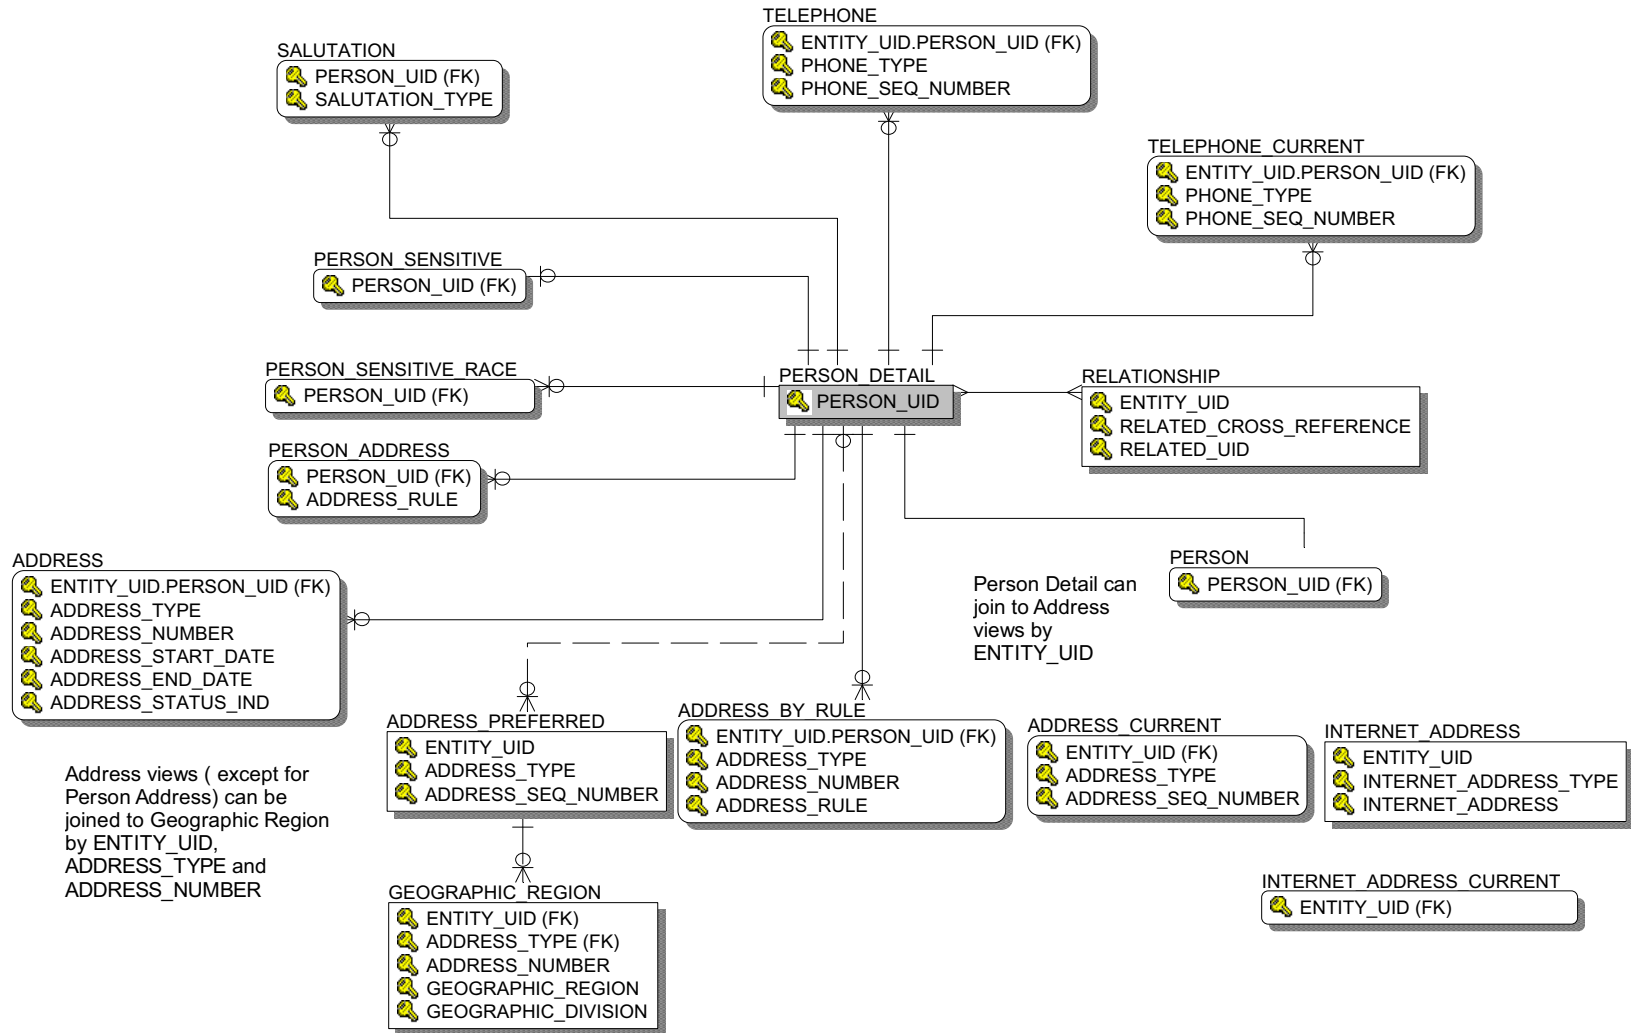 TELEPHONE
ENTITY_UID.PERSON_UID (FK)
PHONE_TYPE
PHONE_SEQ_NUMBER
SALUTATION
PERSON_UID (FK)
SALUTATION_TYPE
TELEPHONE_CURRENT
ENTITY_UID.PERSON_UID (FK)
PHONE_TYPE
PHONE_SEQ_NUMBER
PERSON_SENSITIVE
PERSON_UID (FK)
PERSON_SENSITIVE_RACE
PERSON_UID (FK)
PERSON_DETAIL
PERSON_UID
RELATIONSHIP
ENTITY_UID
RELATED_CROSS_REFERENCE
RELATED_UID
PERSON_ADDRESS
PERSON_UID (FK)
ADDRESS_RULE
ADDRESS
ENTITY_UID.PERSON_UID (FK)
ADDRESS_TYPE
ADDRESS_NUMBER
ADDRESS_START_DATE
ADDRESS_END_DATE
ADDRESS_STATUS_IND
Person Detail can
join to Address
views by
ENTITY_UID
PERSON
PERSON_UID (FK)
ADDRESS_PREFERRED
ENTITY_UID
ADDRESS_TYPE
ADDRESS_SEQ_NUMBER
ADDRESS_BY_RULE
ENTITY_UID.PERSON_UID (FK)
ADDRESS_TYPE
ADDRESS_NUMBER
ADDRESS_RULE
ADDRESS_CURRENT
ENTITY_UID (FK)
ADDRESS_TYPE
ADDRESS_SEQ_NUMBER
INTERNET_ADDRESS
ENTITY_UID
INTERNET_ADDRESS_TYPE
INTERNET_ADDRESS
Address views ( except for
Person Address) can be
joined to Geographic Region
by ENTITY_UID,
ADDRESS_TYPE and
ADDRESS_NUMBER
GEOGRAPHIC_REGION
ENTITY_UID (FK)
ADDRESS_TYPE (FK)
ADDRESS_NUMBER
GEOGRAPHIC_REGION
GEOGRAPHIC_DIVISION
INTERNET_ADDRESS_CURRENT
ENTITY_UID (FK)